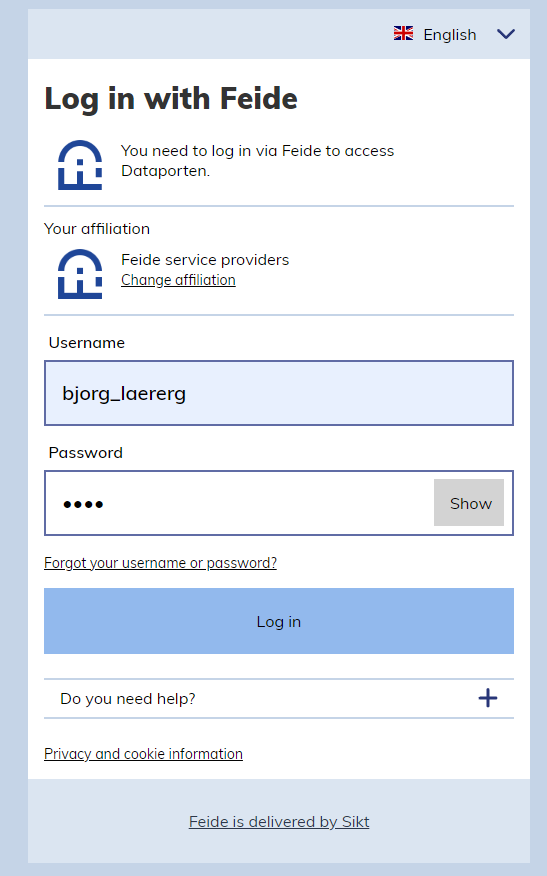 English
Log in with Feide
You need to log in via Feide to access
Dataporten.
Your affiliation
Feide service providers
Change affiliation
Username
bjorg_laererg
Password
••••
Show
Forgot your username or password?
Log in
Do you need help?
Privacy and cookie information
Feide is delivered by Sikt